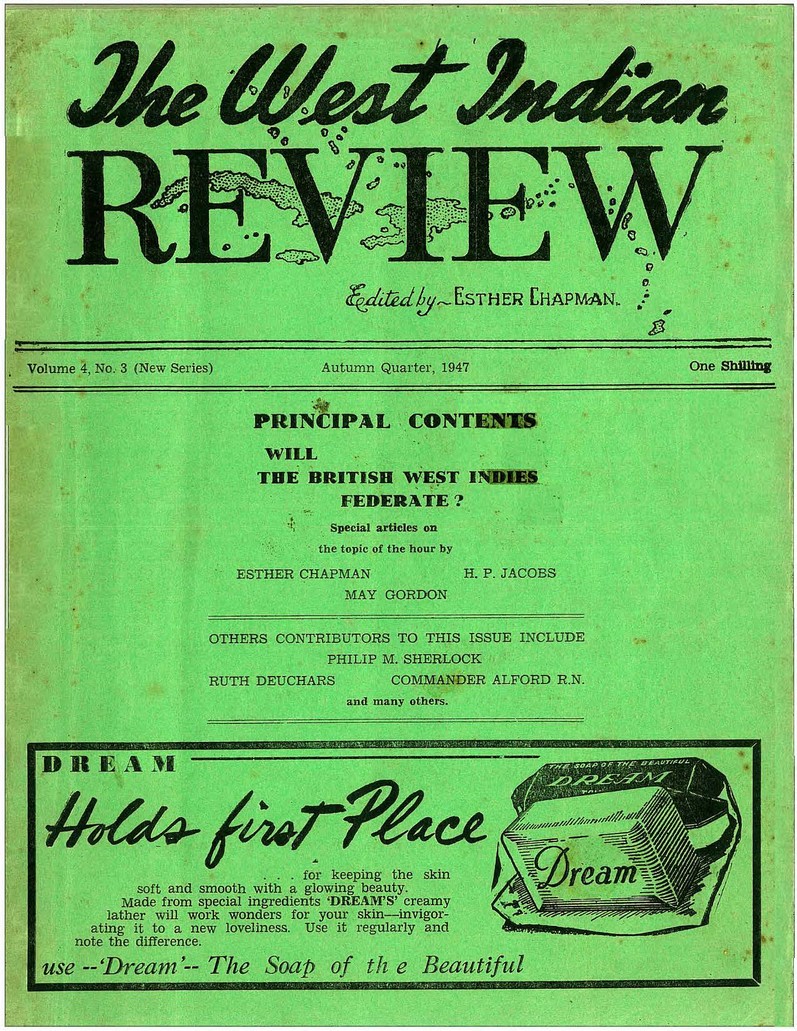 The West Indian
REVIEW
Edited by~ ESTHER CHAPMAN.
Volume 4, No. 3 (New Series) Autumn Quarter, 1947 One Shilling
PRINCIPAL CONTENTS
WILL
THE BRITISH WEST INDIES
FEDERATE?
Special articles on
the topic of the hour by
ESTHER CHAPMAN H. P. JACOBS
MAY GORDON
OTHERS CONTRIBUTORS TO THIS ISSUE INCLUDE
PHILIP M. SHERLOCK
RUTH DEUCHARS COMMANDER ALFORD R.N.
and many others.
DREAM
Holds first Place
. . . for keeping the skin
soft and smooth with a glowing beauty.
Made from special ingredients 'DREAM'S' creamy
lather will work wonders for your skin—invigor-
ating it to a new loveliness. Use it regularly and
note the difference.
use --'Dream'-- The Soap of th e Beautiful
THE SOAP OF THE BEAUTIFUL
DREAM
Dream